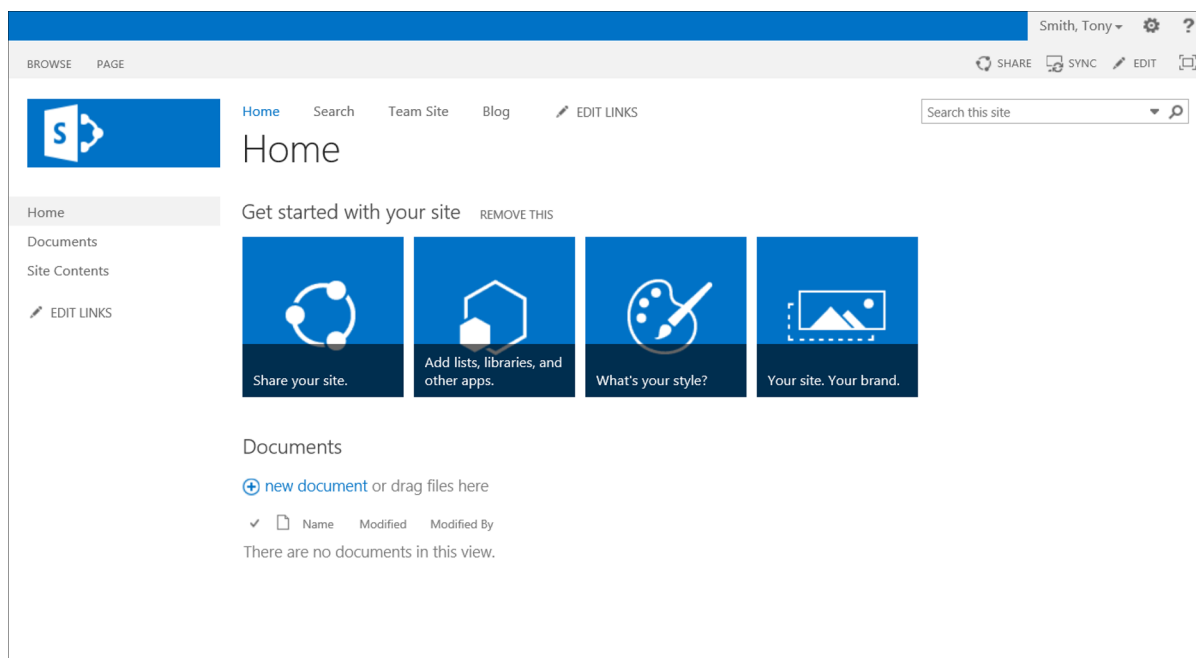 Smith, Tony
?
BROWSE PAGE
SHARE SYNC EDIT
S
Home Search Team Site Blog EDIT LINKS
Search this site
Home
Home
Documents
Site Contents
EDIT LINKS
Get started with your site REMOVE THIS
Share your site.
Add lists, libraries, and
other apps.
What's your style?
Your site. Your brand.
Documents
new document or drag files here
Name Modified Modified By
There are no documents in this view.